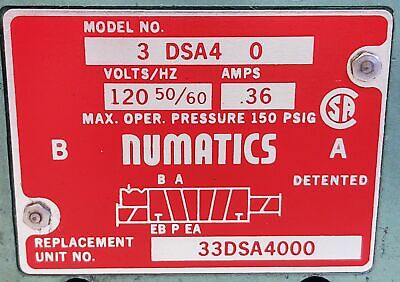 MODEL NO.
3 DSA4 0
VOLTS/HZ AMPS
120 50/60 .36
MAX. OPER. PRESSURE 150 PSIG
SA
B NUMATICS A
DETENTED
B A
EB P EA
REPLACEMENT
UNIT NO. 33DSA4000